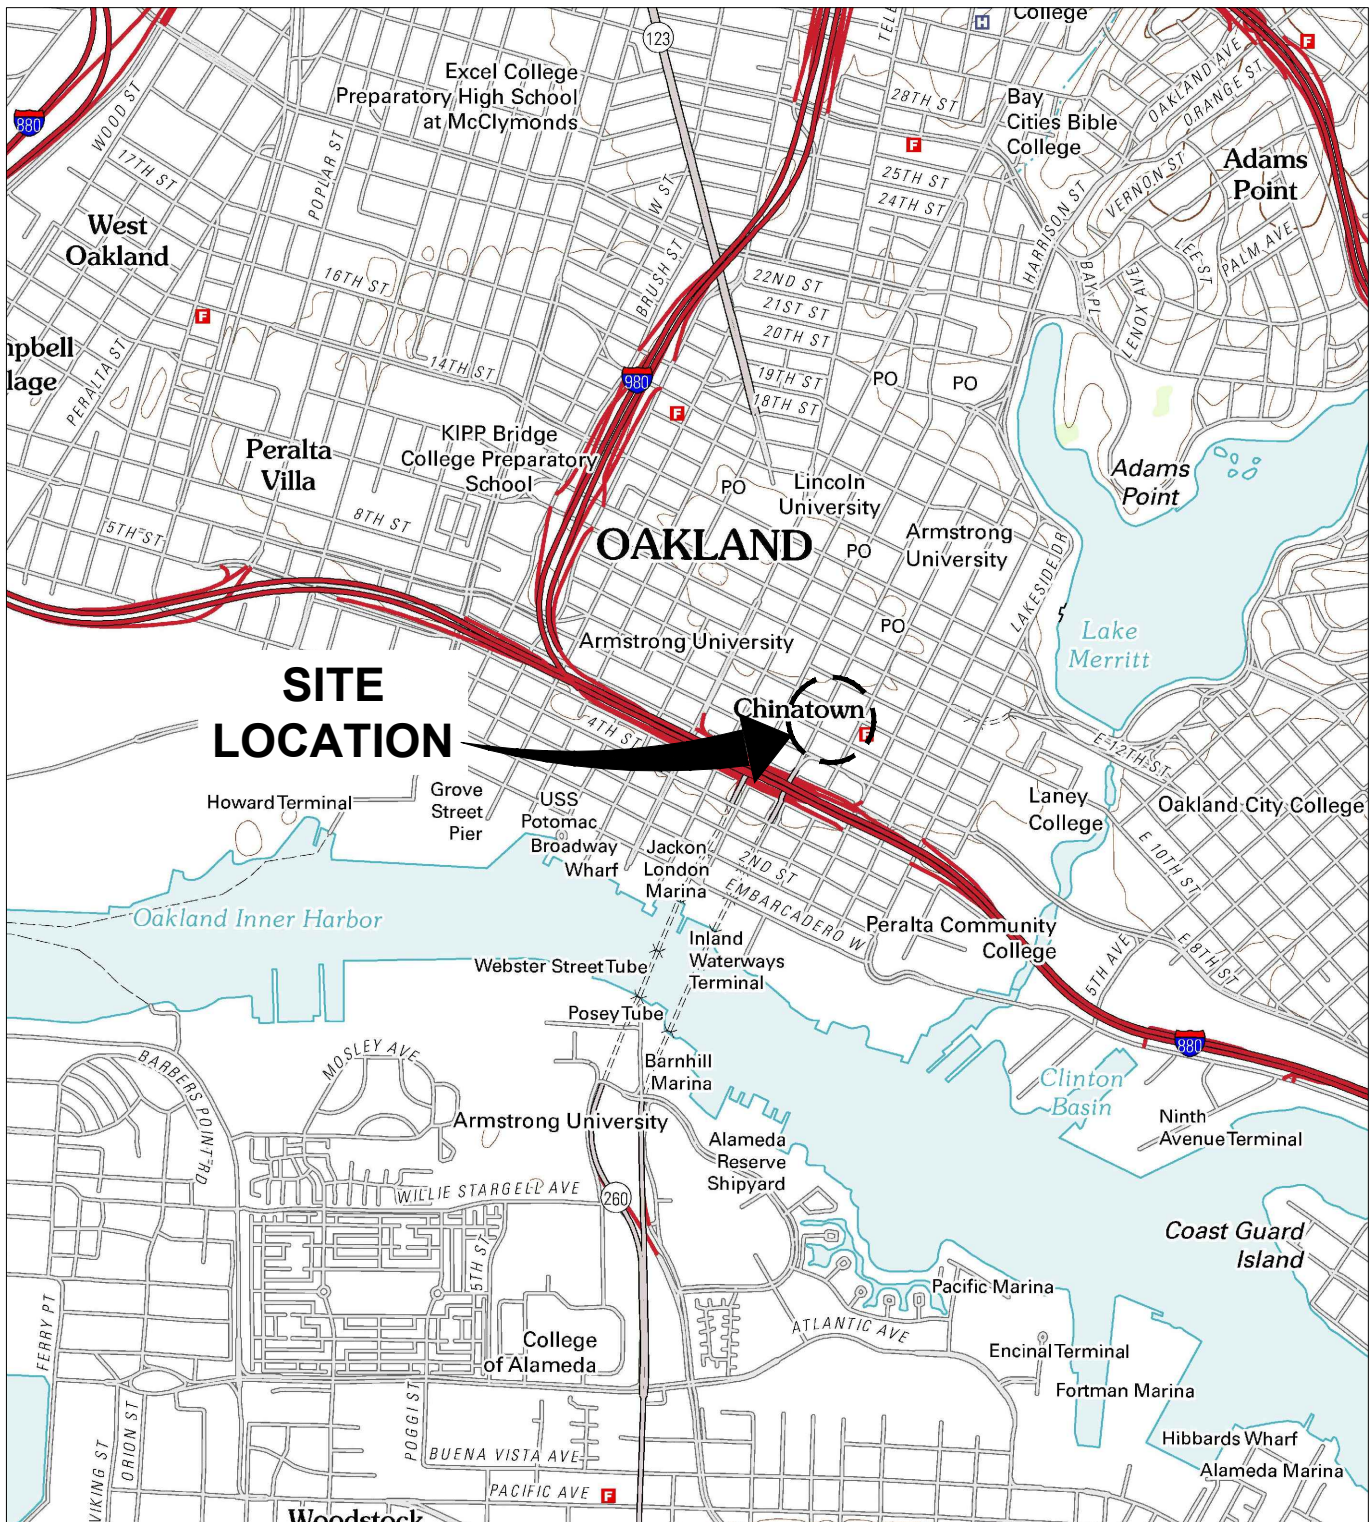 College
TELE
123
Excel College
Preparatory High School
at McClymonds
28TH ST
Bay
Cities Bible
College
OAKLAND AVE
ORANGE ST
F
880
WOOD ST
17TH ST
POPLAR ST
F
25TH ST
24TH ST
W ST
HARRISON ST
VERNON ST
Adams
Point
West
Oakland
16TH ST
BRUSH ST
22ND ST
21ST ST
20TH ST
BAY PL
LENOX AVE
LEE ST
PALM AVE
F
mpbell
lage
PERALTA ST
14TH ST
980
19TH ST
18TH ST
PO
PO
F
KIPP Bridge
College Preparatory
School
Peralta
Villa
PO
Lincoln
University
Adams
Point
5TH ST
8TH ST
OAKLAND
PO
Armstrong
University
LAKESIDE DR
PO
Armstrong University
Lake
Merritt
SITE
LOCATION
Chinatown
F
4TH ST
E 12TH ST
Howard Terminal
Grove
Street
Pier
USS
Potomac
Broadway
Wharf
Jackon
London
Marina
2ND ST
EMBARCADERO W
Laney
College
Oakland City College
E 10TH ST
Oakland Inner Harbor
Peralta Community
College
Inland
Waterways
Terminal
Webster Street Tube
5TH AVE
E 8TH ST
Posey Tube
880
Barnhill
Marina
MOSLEY AVE
BARBERS POINT RD
Clinton
Basin
Armstrong University
Ninth
Avenue Terminal
Alameda
Reserve
Shipyard
WILLIE STARGELL AVE
260
Coast Guard
Island
5TH ST
Pacific Marina
FERRY PT
ATLANTIC AVE
College
of Alameda
Encinal Terminal
Fortman Marina
POGGI ST
ORION ST
VIKING ST
BUENA VISTA AVE
Hibbards Wharf
Alameda Marina
PACIFIC AVE
F
Woodstock
H